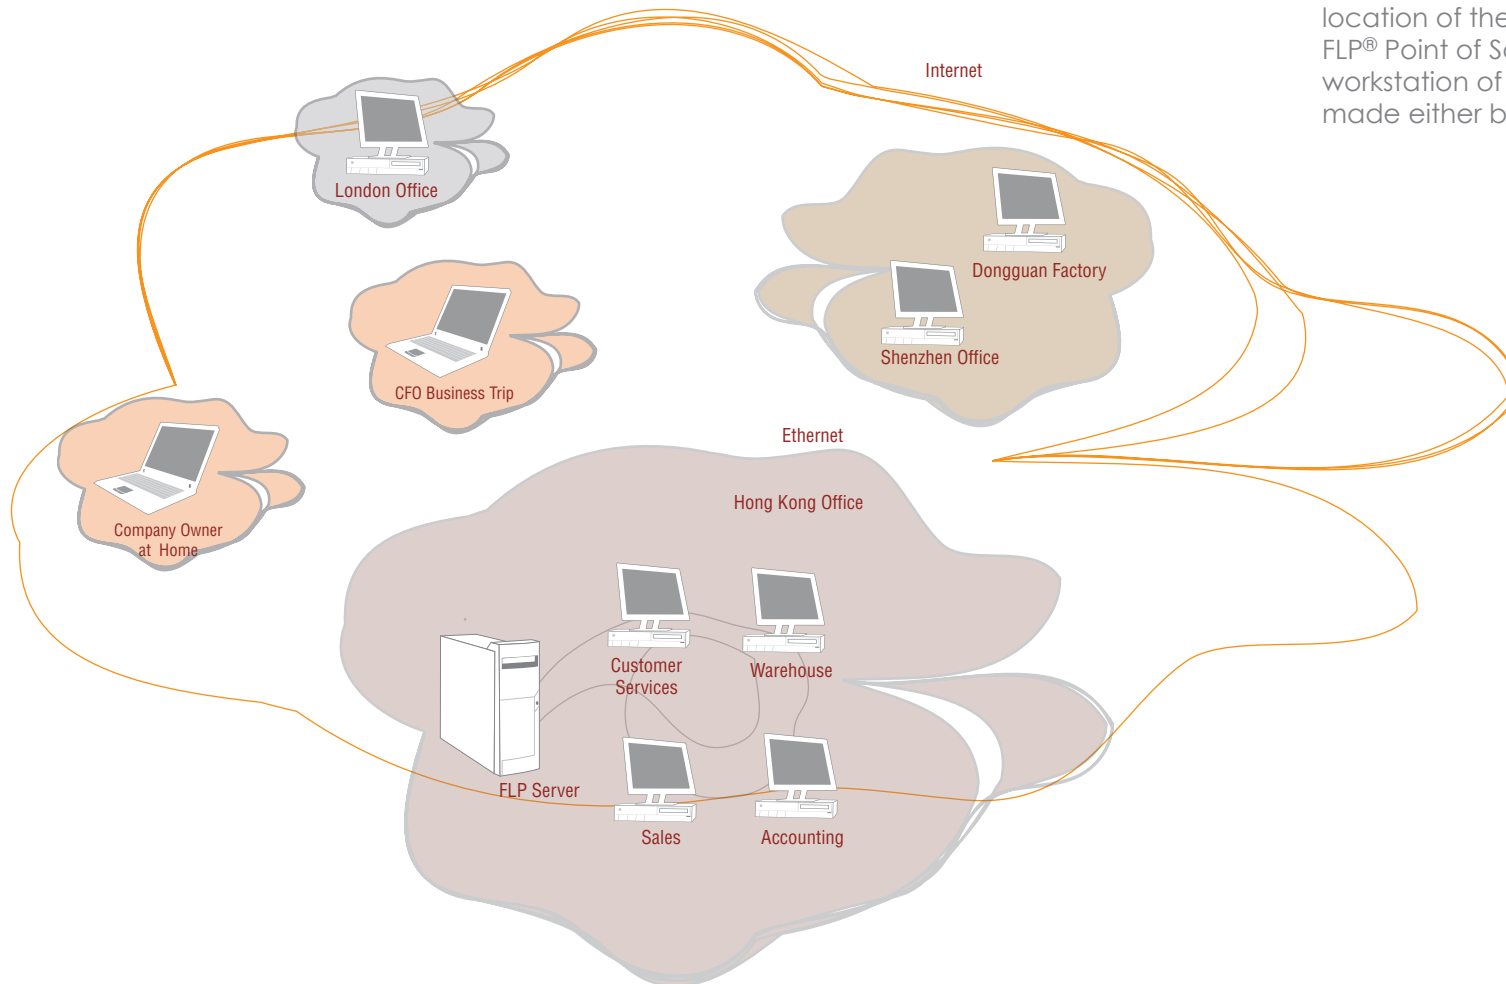 location of the
FLP® Point of
workstation of
made either
Internet
London Office
Dongguan Factory
Shenzhen Office
CFO Business Trip
Ethernet
Hong Kong Office
Company Owner
at Home
Customer
Services
Warehouse
FLP Server
Sales
Accounting